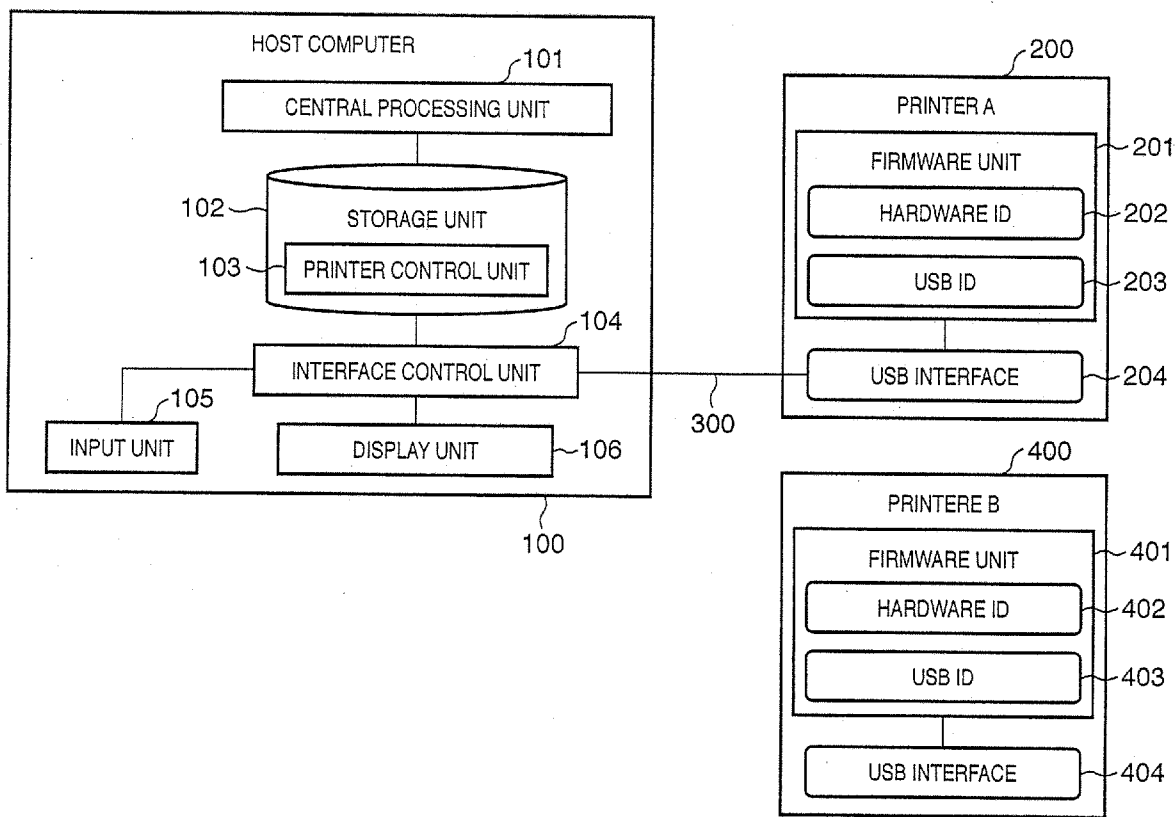 HOST COMPUTER
101
CENTRAL PROCESSING UNIT
102
STORAGE UNIT
103
PRINTER CONTROL UNIT
104
INTERFACE CONTROL UNIT
105
INPUT UNIT
DISPLAY UNIT
106
100
300
200
PRINTER A
201
FIRMWARE UNIT
HARDWARE ID
202
USB ID
203
USB INTERFACE
204
400
PRINTERE B
FIRMWARE UNIT
401
HARDWARE ID
402
USB ID
403
USB INTERFACE
404